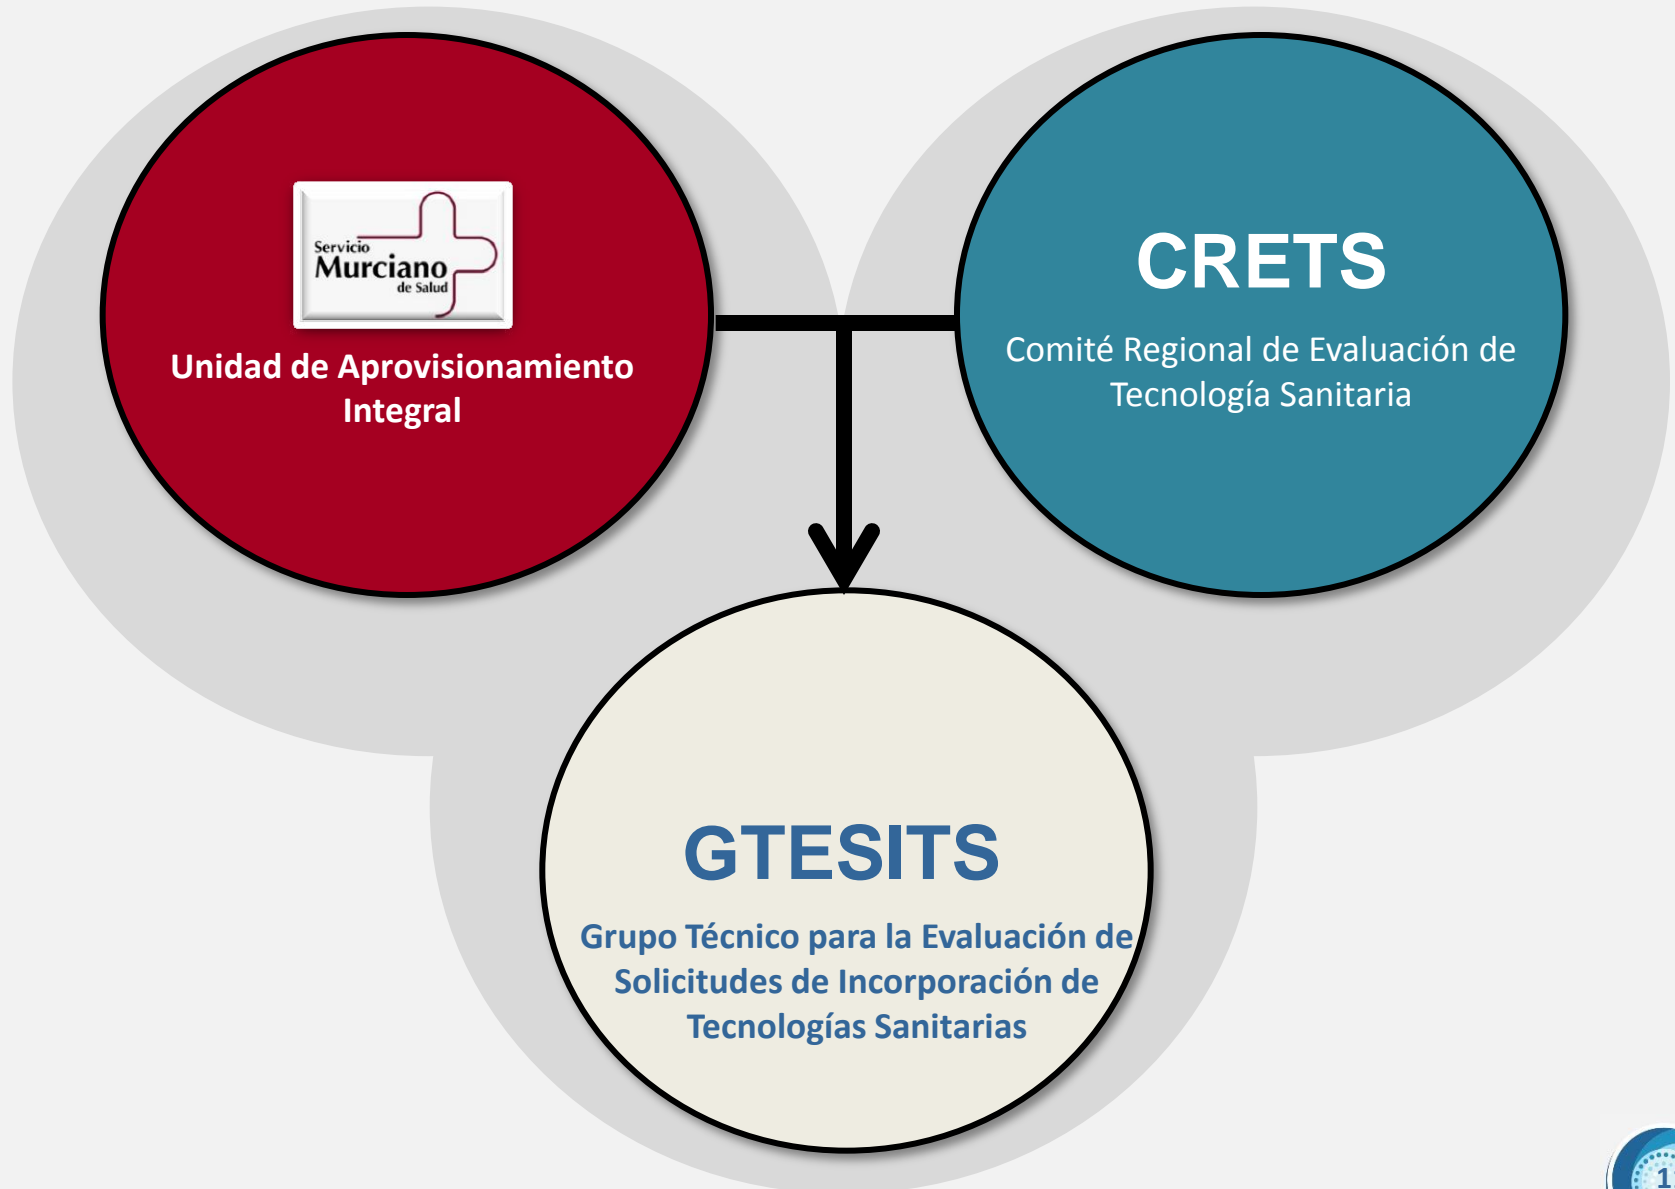 Servicio
Murciano
de Salud
Unidad de Aprovisionamiento
Integral
CRETS
Comité Regional de Evaluación de
Tecnología Sanitaria
GTESITS
Grupo Técnico para la Evaluación de
Solicitudes de Incorporación de
Tecnologías Sanitarias
1